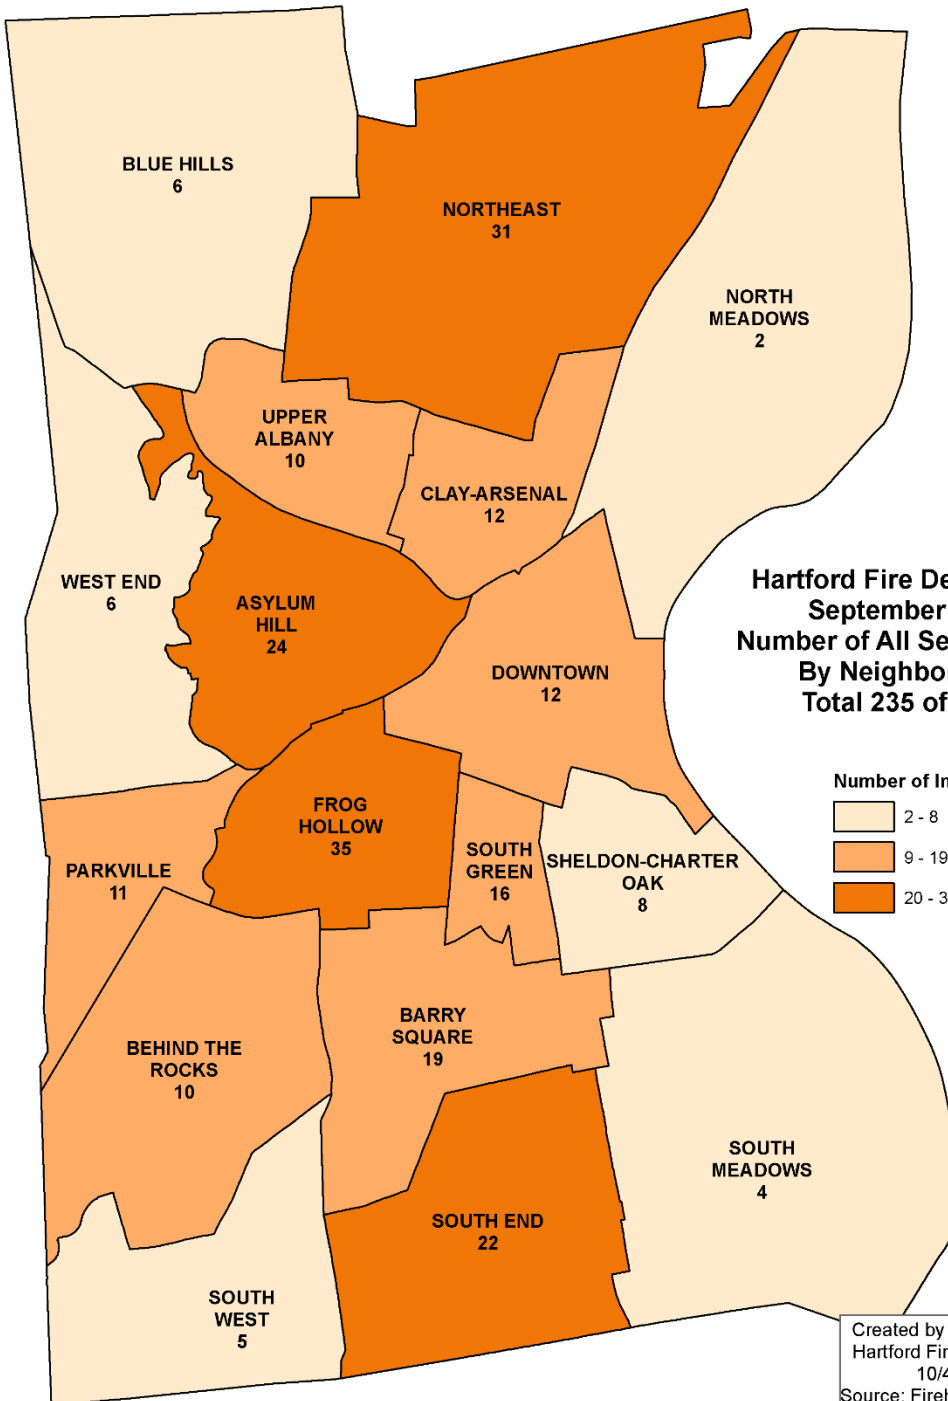 BLUE HILLS
6
NORTHEAST
31
NORTH
MEADOWS
2
UPPER
ALBANY
10
CLAY-ARSENAL
12
WEST END
6
ASYLUM
HILL
24
DOWNTOWN
12
Hartford Fire De
September
Number of All Se
By Neighbo
Total 235 of
Number of In
2 - 8
9 - 19
20 - 3
FROG
HOLLOW
35
SOUTH
GREEN
16
SHELDON-CHARTER
OAK
8
PARKVILLE
11
BARRY
SQUARE
19
BEHIND THE
ROCKS
10
SOUTH
MEADOWS
4
SOUTH END
22
SOUTH
WEST
5
Created by
Hartford Fir
10/4
Source: Fireh